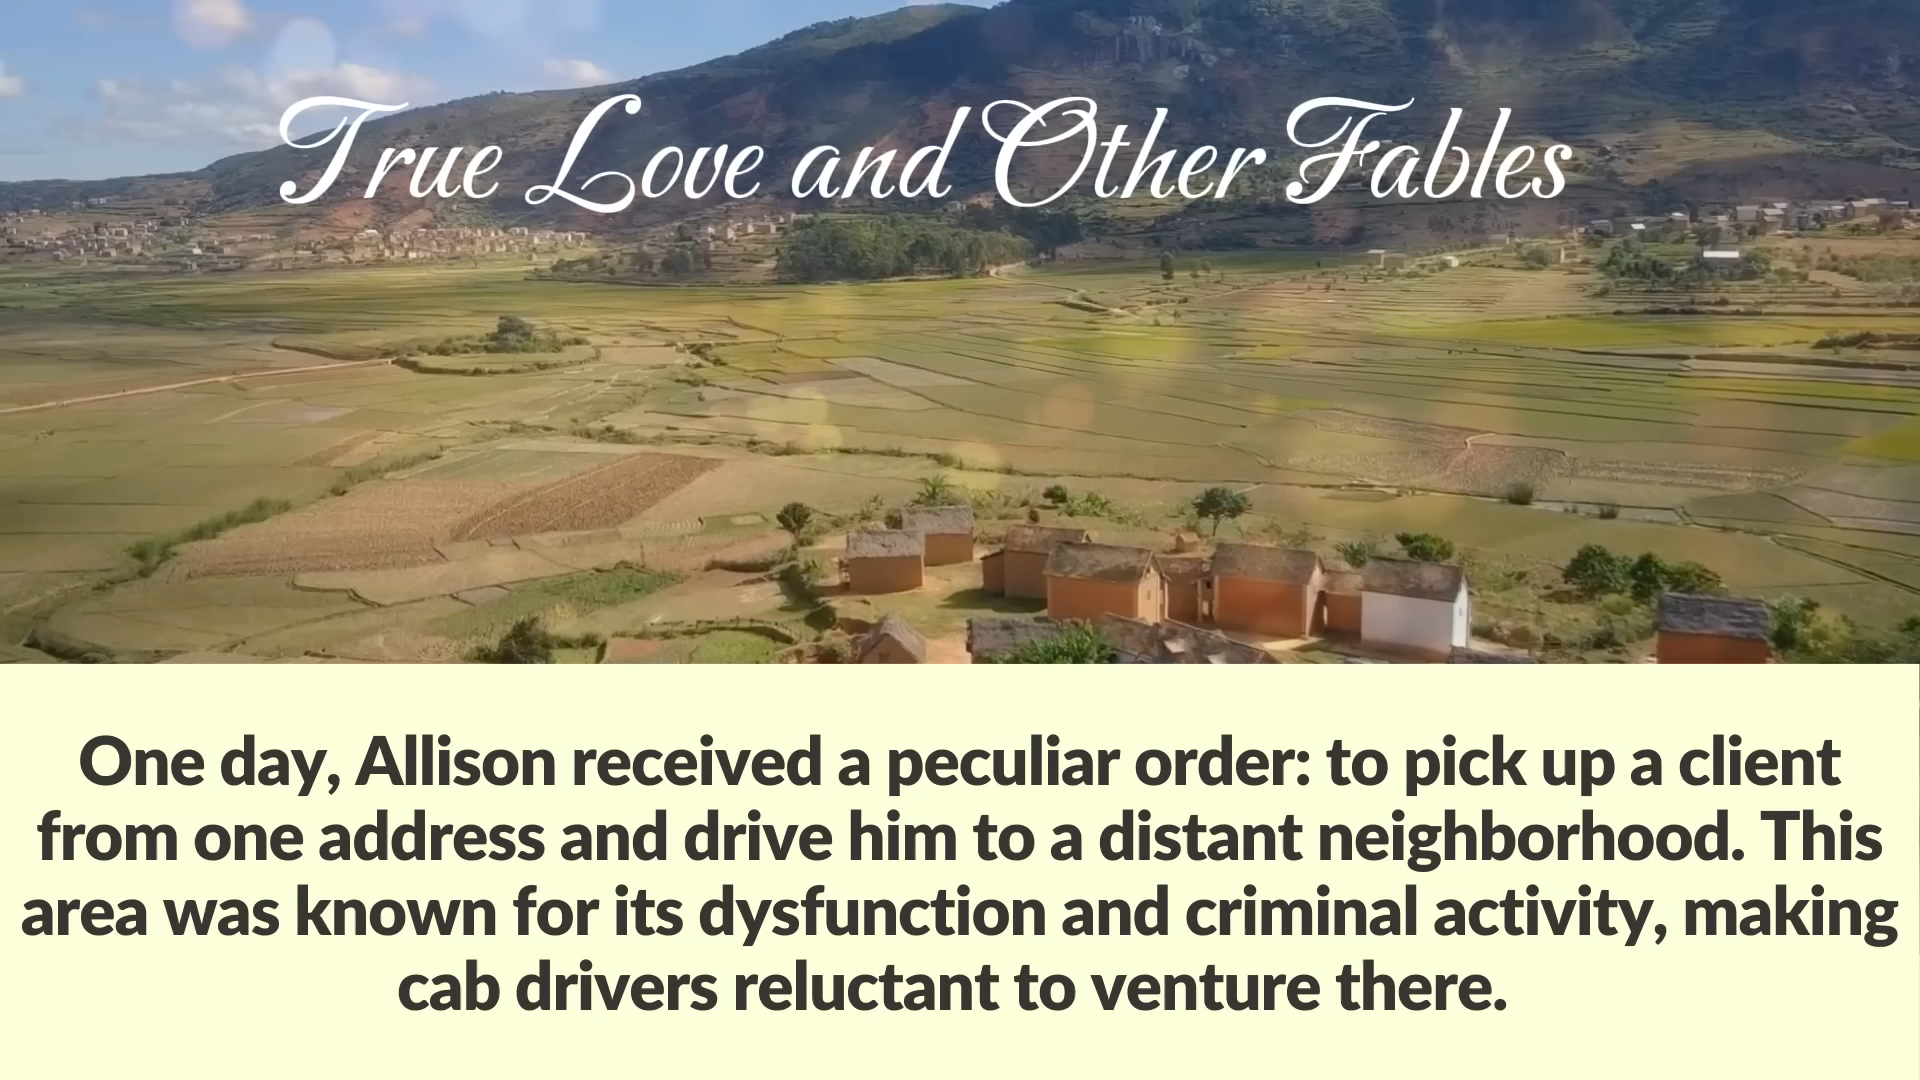 True Love and Other Fables
One day, Allison received a peculiar order: to pick up a client
from one address and drive him to a distant neighborhood. This
area was known for its dysfunction and criminal activity, making
cab drivers reluctant to venture there.